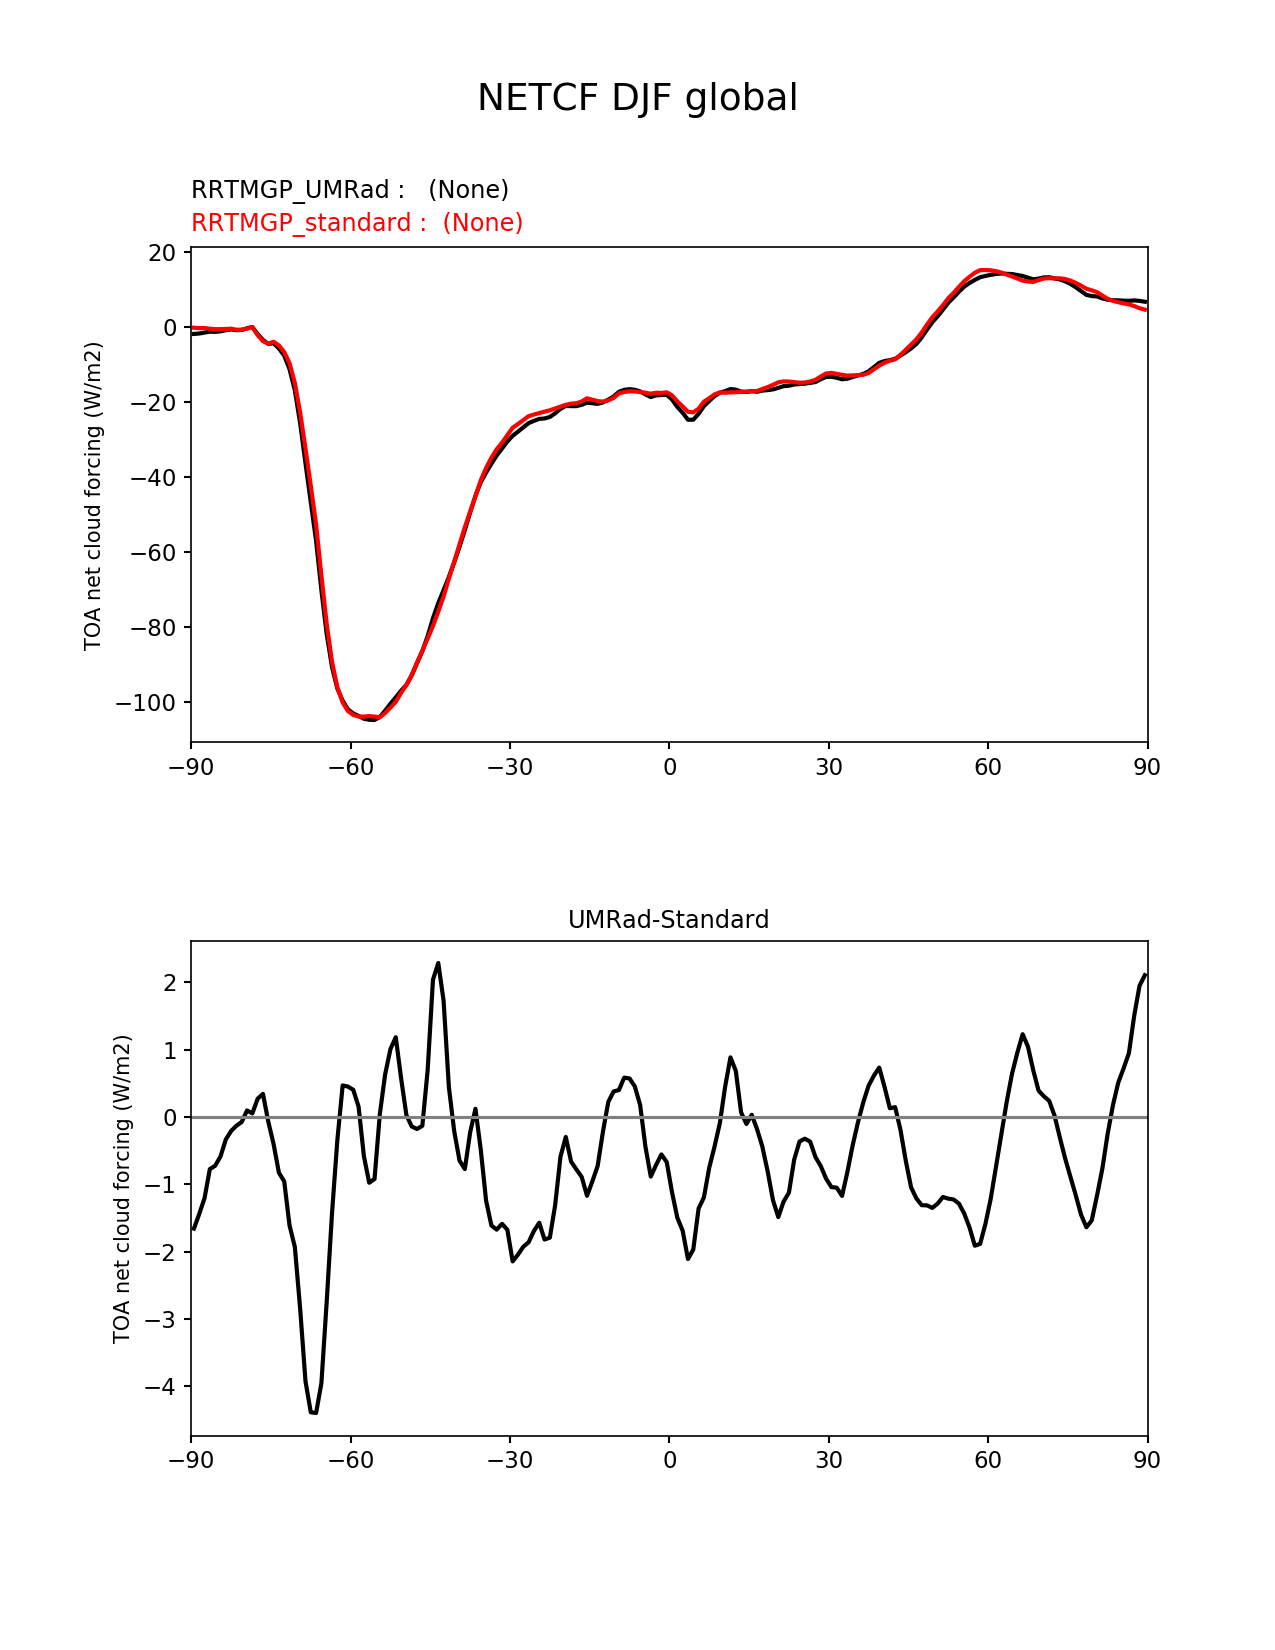 NETCF DJF global
RRTMGP_UMRad :   (None)
RRTMGP_standard :  (None)
TOA net cloud forcing (W/m2)
20
0
−20
−40
−60
−80
−100
−90 −60 −30 0 30 60 90
UMRad-Standard
TOA net cloud forcing (W/m2)
2
1
0
−1
−2
−3
−4
−90 −60 −30 0 30 60 90